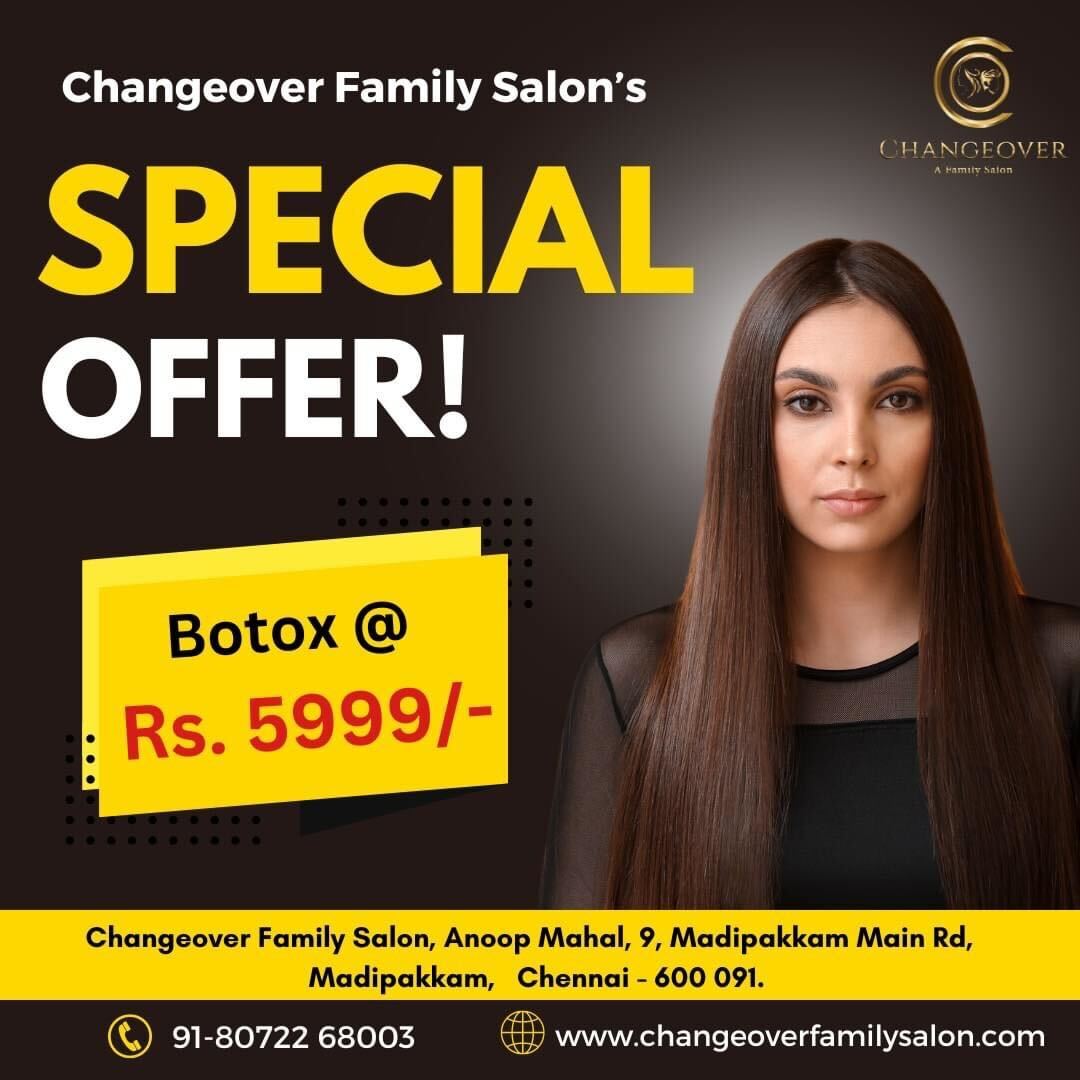 Changeover Family Salon's
CHANGEOVER
A Family Salon
SPECIAL
OFFER!
Botox @
Rs. 5999/-
Changeover Family Salon, Anoop Mahal, 9, Madipakkam Main Rd,
Madipakkam, Chennai - 600 091.
91-80722 68003
www.changeoverfamilysalon.com